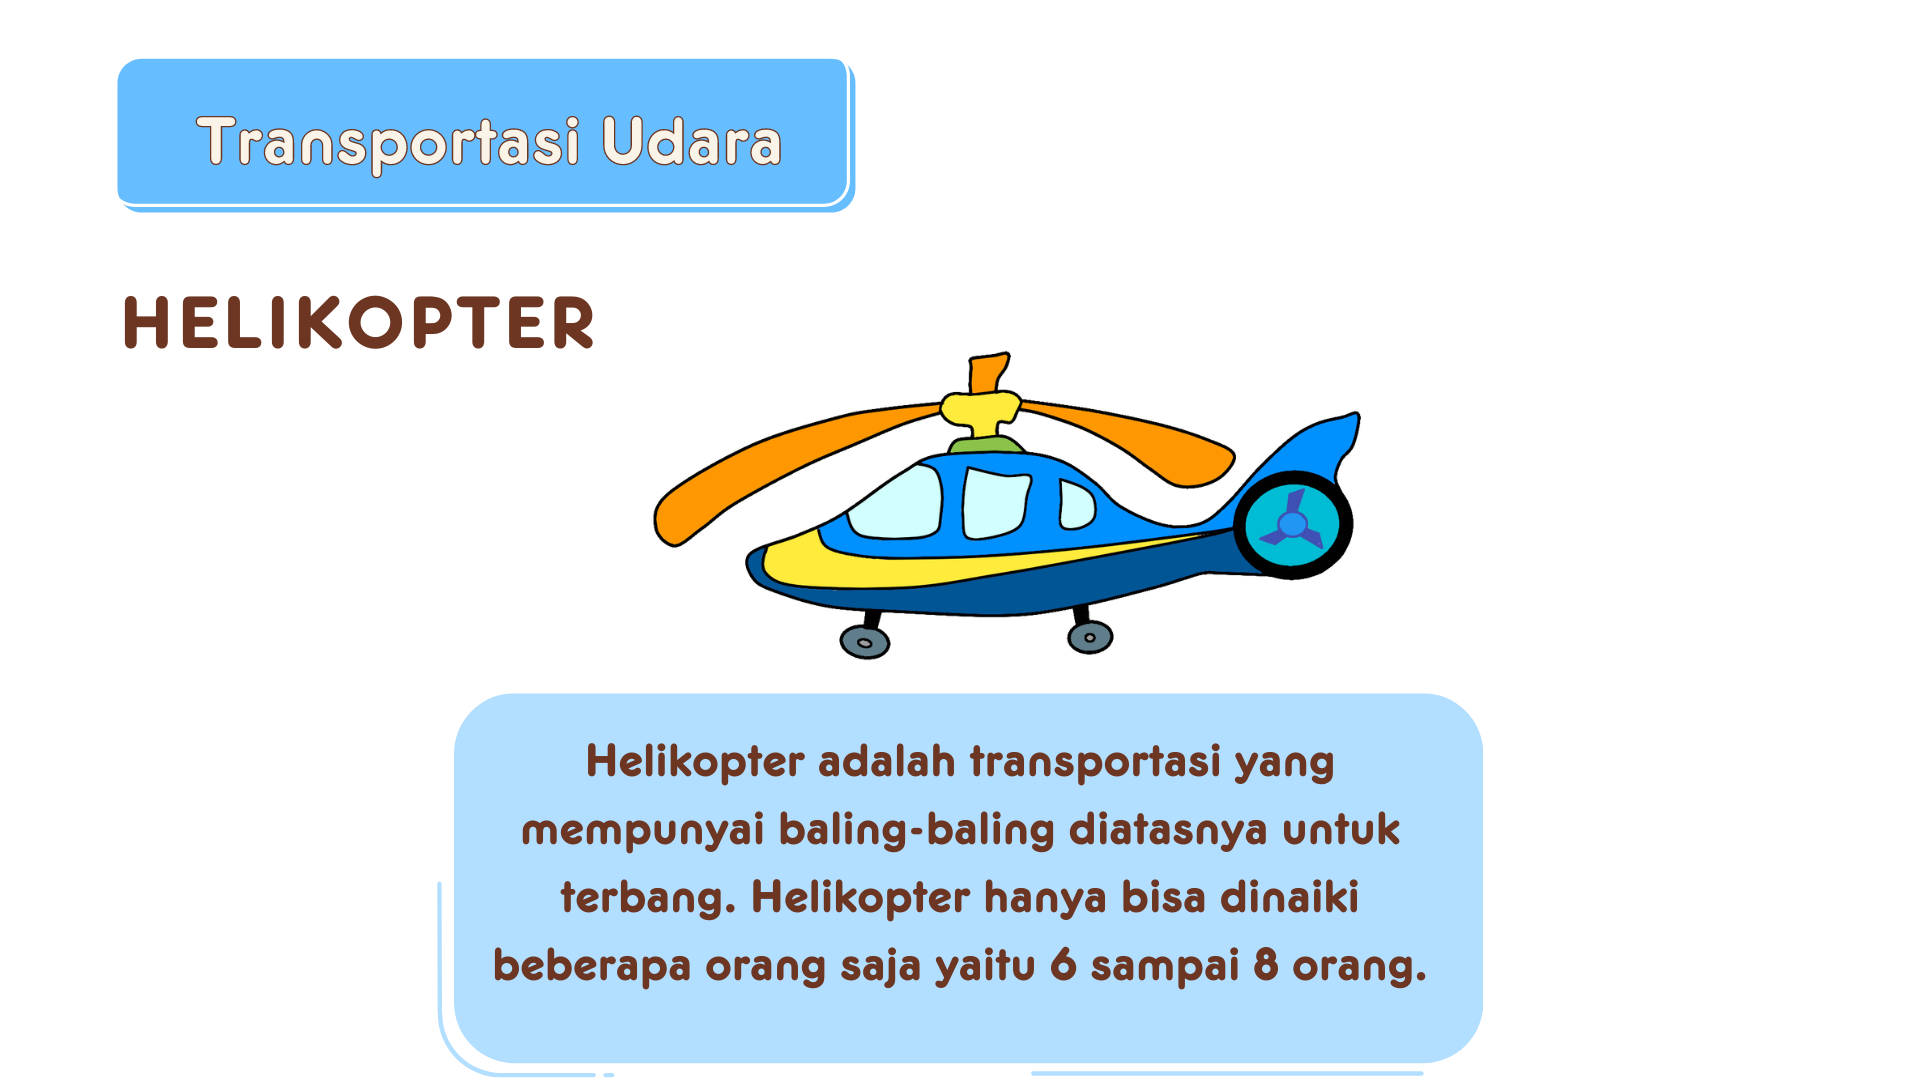 Transportasi Udara
HELIKOPTER
Helikopter adalah transportasi yang
mempunyai baling-baling diatasnya untuk
terbang. Helikopter hanya bisa dinaiki
beberapa orang saja yaitu 6 sampai 8 orang.